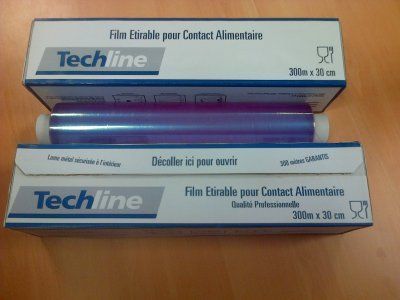 Film Etirable pour Contact Alimentaire
Techline
300m x 30 cm
Lame métal sécurisée à l'intérieur
Décoller ici pour ouvrir
300 mètres GARANTIS
Techline
Film Etirable pour Contact Alimentaire
Qualité Professionnelle
300m x 30 cm